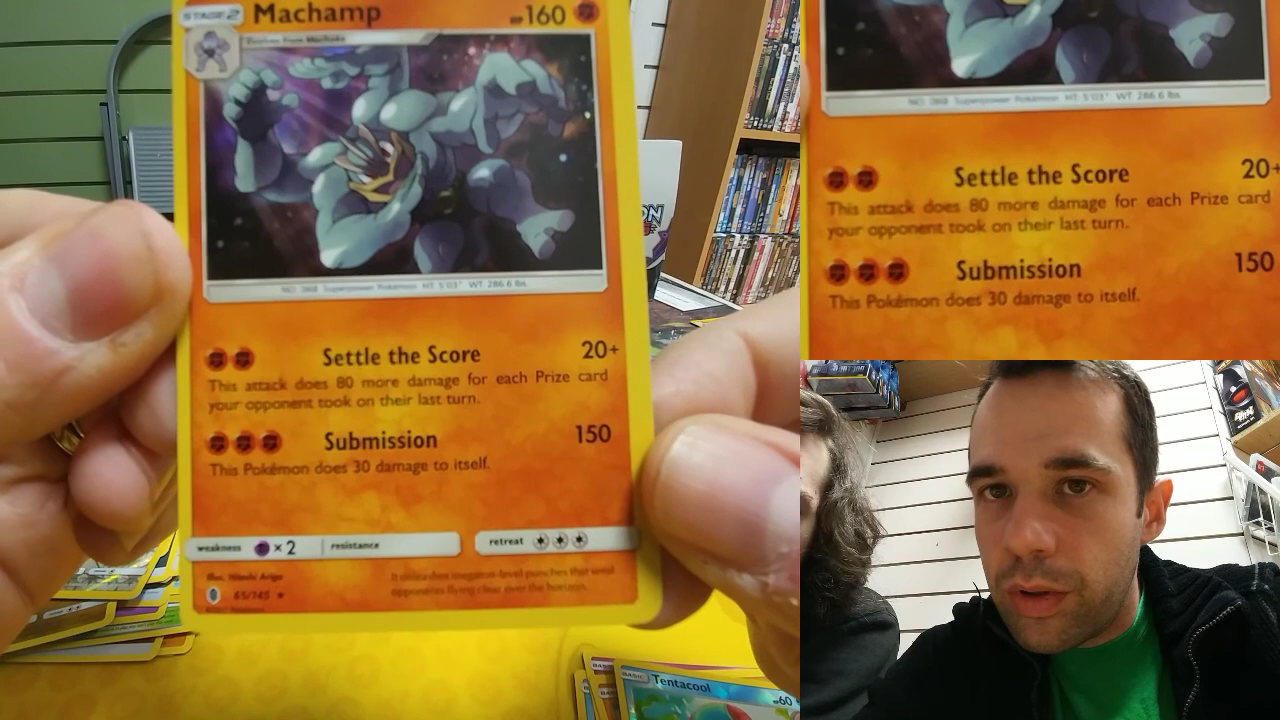 STAGE 2 Machamp HP 160
Evolves from Machoke
NO. 068 Superpower Pokémon HT: 5'03" WT: 286.6 lbs.
Settle the Score 20+
This attack does 80 more damage for each Prize card
your opponent took on their last turn.
Submission 150
This Pokémon does 30 damage to itself.
weakness ×2 resistance retreat
Illus. Hitoshi Ariga
65/145
It unleashes megaton-level punches that send
opponents flying clear over the horizon.
BASIC Tentacool HP 60
NO. 068 Superpower Pokémon HT: 5'03" WT: 286.6 lbs.
Settle the Score 20+
This attack does 80 more damage for each Prize card
your opponent took on their last turn.
Submission 150
This Pokémon does 30 damage to itself.